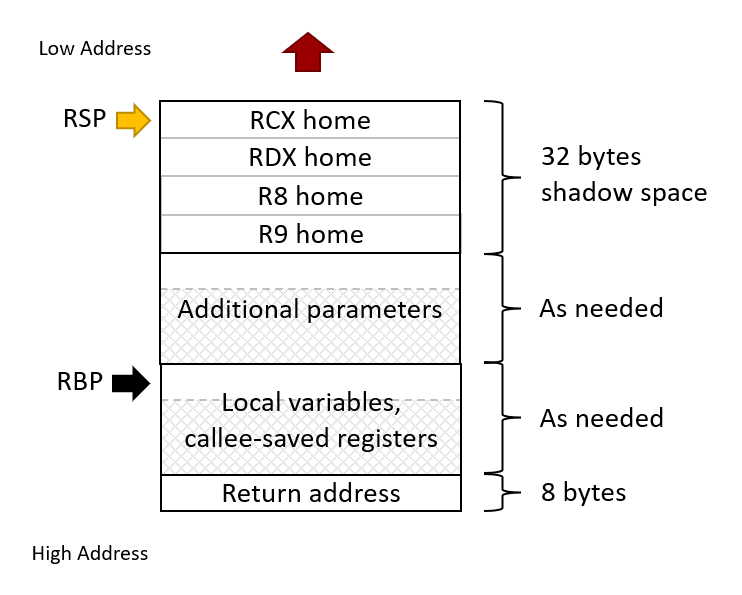 Low Address
RSP
RCX home
RDX home
R8 home
R9 home
32 bytes
shadow space
Additional parameters
As needed
RBP
Local variables,
callee-saved registers
As needed
Return address
8 bytes
High Address